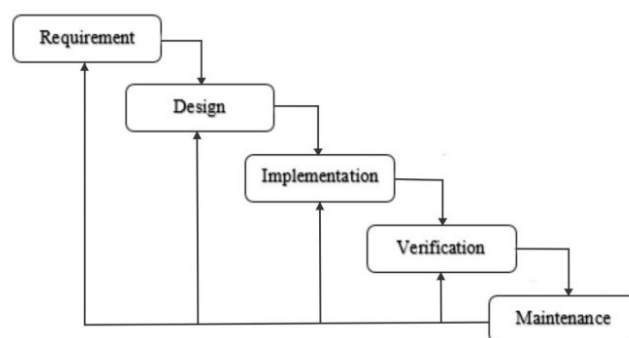 Requirement
Design
Implementation
Verification
Maintenance